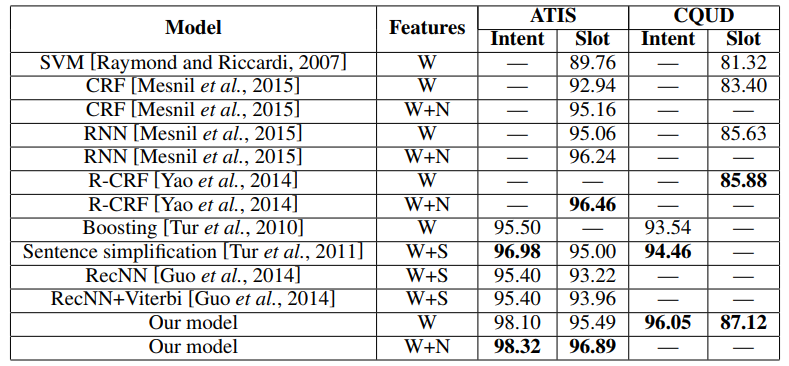 Model Features ATIS CQUD
Intent Slot Intent Slot
SVM [Raymond and Riccardi, 2007] W — 89.76 — 81.32
CRF [Mesnil et al., 2015] W — 92.94 — 83.40
CRF [Mesnil et al., 2015] W+N — 95.16 — —
RNN [Mesnil et al., 2015] W — 95.06 — 85.63
RNN [Mesnil et al., 2015] W+N — 96.24 — —
R-CRF [Yao et al., 2014] W — — — 85.88
R-CRF [Yao et al., 2014] W+N — 96.46 — —
Boosting [Tur et al., 2010] W 95.50 — 93.54 —
Sentence simplification [Tur et al., 2011] W+S 96.98 95.00 94.46 —
RecNN [Guo et al., 2014] W+S 95.40 93.22 — —
RecNN+Viterbi [Guo et al., 2014] W+S 95.40 93.96 — —
Our model W 98.10 95.49 96.05 87.12
Our model W+N 98.32 96.89 — —